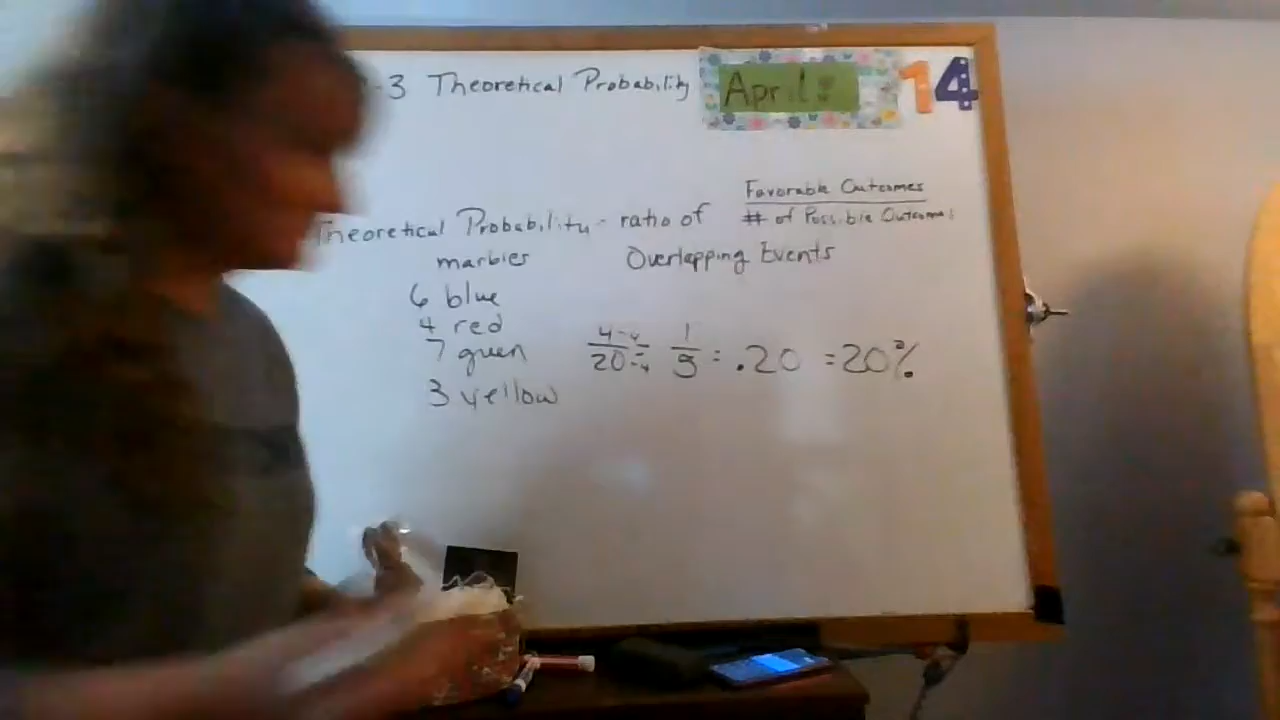 -3 Theoretical Probability April 14
Favorable Outcomes
Theoretical Probability - ratio of # of Possible Outcomes
marbles Overlapping Events
6 blue
4 red
7 green
3 yellow
4÷4/20÷4 1/5 = .20 = 20%